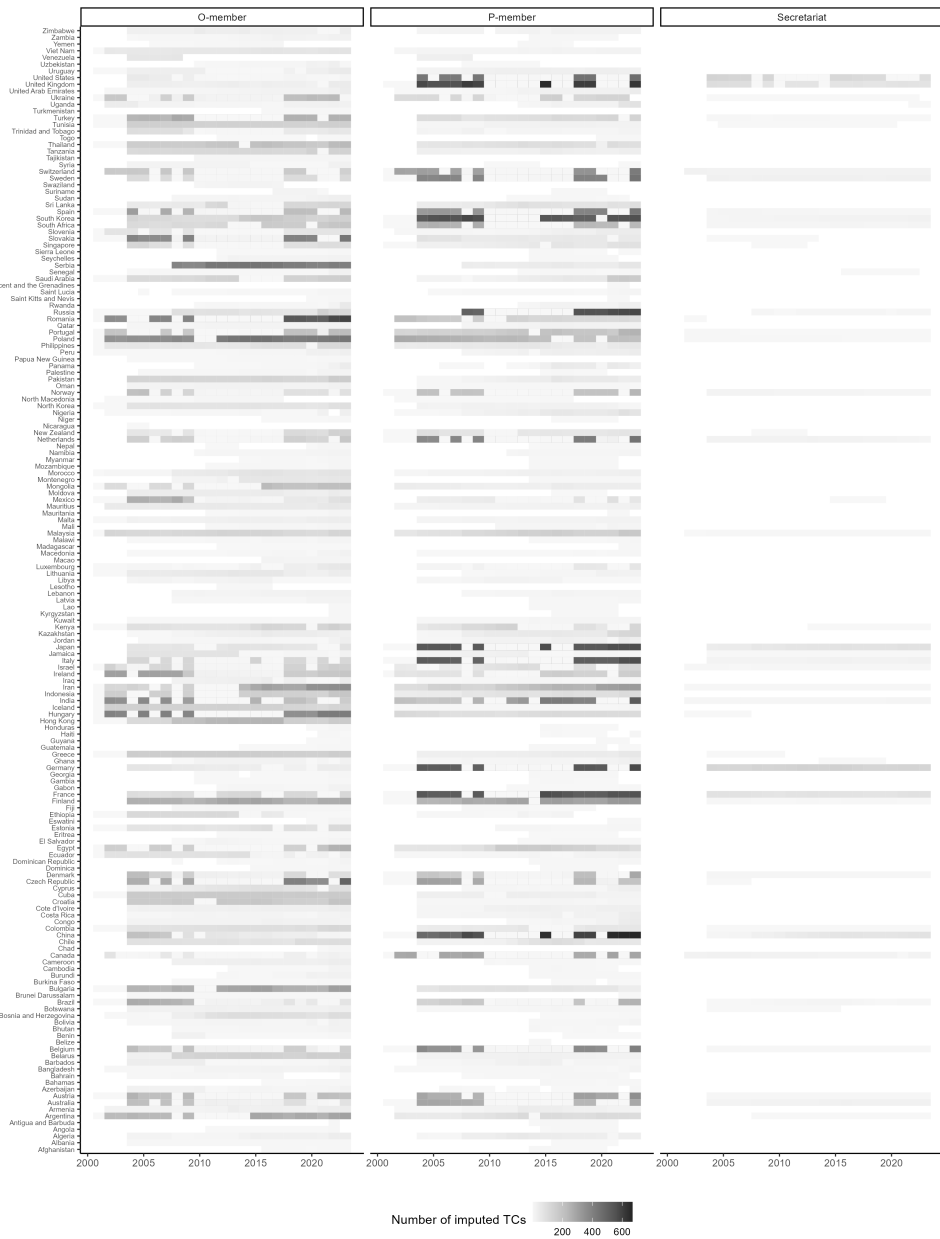 O-member
P-member
Secretariat
Zimbabwe
Zambia
Yemen
Viet Nam
Venezuela
Uzbekistan
Uruguay
United States
United Kingdom
United Arab Emirates
Ukraine
Uganda
Turkmenistan
Turkey
Tunisia
Trinidad and Tobago
Togo
Thailand
Tanzania
Tajikistan
Syria
Switzerland
Sweden
Swaziland
Suriname
Sudan
Sri Lanka
Spain
South Korea
South Africa
Slovenia
Slovakia
Singapore
Sierra Leone
Seychelles
Serbia
Senegal
Saudi Arabia
cent and the Grenadines
Saint Lucia
Saint Kitts and Nevis
Rwanda
Russia
Romania
Qatar
Portugal
Poland
Philippines
Peru
Papua New Guinea
Panama
Palestine
Pakistan
Oman
Norway
North Macedonia
North Korea
Nigeria
Niger
Nicaragua
New Zealand
Netherlands
Nepal
Namibia
Myanmar
Mozambique
Morocco
Montenegro
Mongolia
Moldova
Mexico
Mauritius
Mauritania
Malta
Mali
Malaysia
Malawi
Madagascar
Macedonia
Macao
Luxembourg
Lithuania
Libya
Lesotho
Lebanon
Latvia
Lao
Kyrgyzstan
Kuwait
Kenya
Kazakhstan
Jordan
Japan
Jamaica
Italy
Israel
Ireland
Iraq
Iran
Indonesia
India
Iceland
Hungary
Hong Kong
Honduras
Haiti
Guyana
Guatemala
Greece
Ghana
Germany
Georgia
Gambia
Gabon
France
Finland
Fiji
Ethiopia
Eswatini
Estonia
Eritrea
El Salvador
Egypt
Ecuador
Dominican Republic
Dominica
Denmark
Czech Republic
Cyprus
Cuba
Croatia
Cote d'Ivoire
Costa Rica
Congo
Colombia
China
Chile
Chad
Canada
Cameroon
Cambodia
Burundi
Burkina Faso
Bulgaria
Brunei Darussalam
Brazil
Botswana
Bosnia and Herzegovina
Bolivia
Bhutan
Benin
Belize
Belgium
Belarus
Barbados
Bangladesh
Bahrain
Bahamas
Azerbaijan
Austria
Australia
Armenia
Argentina
Antigua and Barbuda
Angola
Algeria
Albania
Afghanistan
2000 2005 2010 2015 2020 2000 2005 2010 2015 2020 2000 2005 2010 2015 2020
Number of imputed TCs
200 400 600